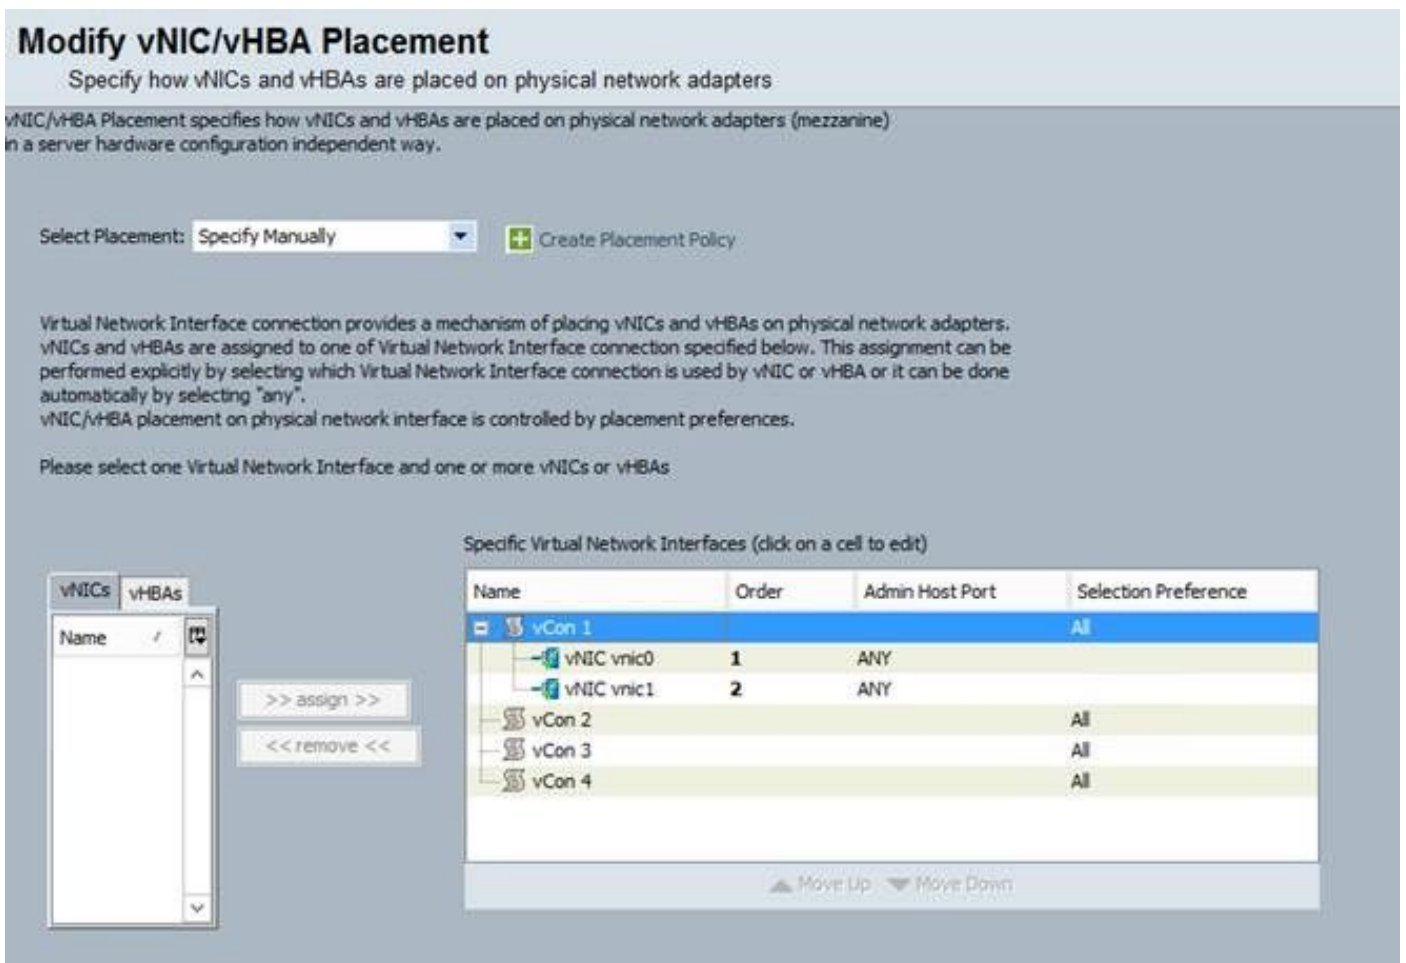 Modify vNIC/vHBA Placement
Specify how vNICs and vHBAs are placed on physical network adapters
vNIC/vHBA Placement specifies how vNICs and vHBAs are placed on physical network adapters (mezzanine)
in a server hardware configuration independent way.
Select Placement: Specify Manually Create Placement Policy
Virtual Network Interface connection provides a mechanism of placing vNICs and vHBAs on physical network adapters.
vNICs and vHBAs are assigned to one of Virtual Network Interface connection specified below. This assignment can be
performed explicitly by selecting which Virtual Network Interface connection is used by vNIC or vHBA or it can be done
automatically by selecting "any".
vNIC/vHBA placement on physical network interface is controlled by placement preferences.
Please select one Virtual Network Interface and one or more vNICs or vHBAs
Specific Virtual Network Interfaces (click on a cell to edit)
vNICs vHBAs
Name
>> assign >>
<< remove <<
Name Order Admin Host Port Selection Preference
vCon 1 All
vNIC vnic0 1 ANY
vNIC vnic1 2 ANY
vCon 2 All
vCon 3 All
vCon 4 All
Move Up Move Down